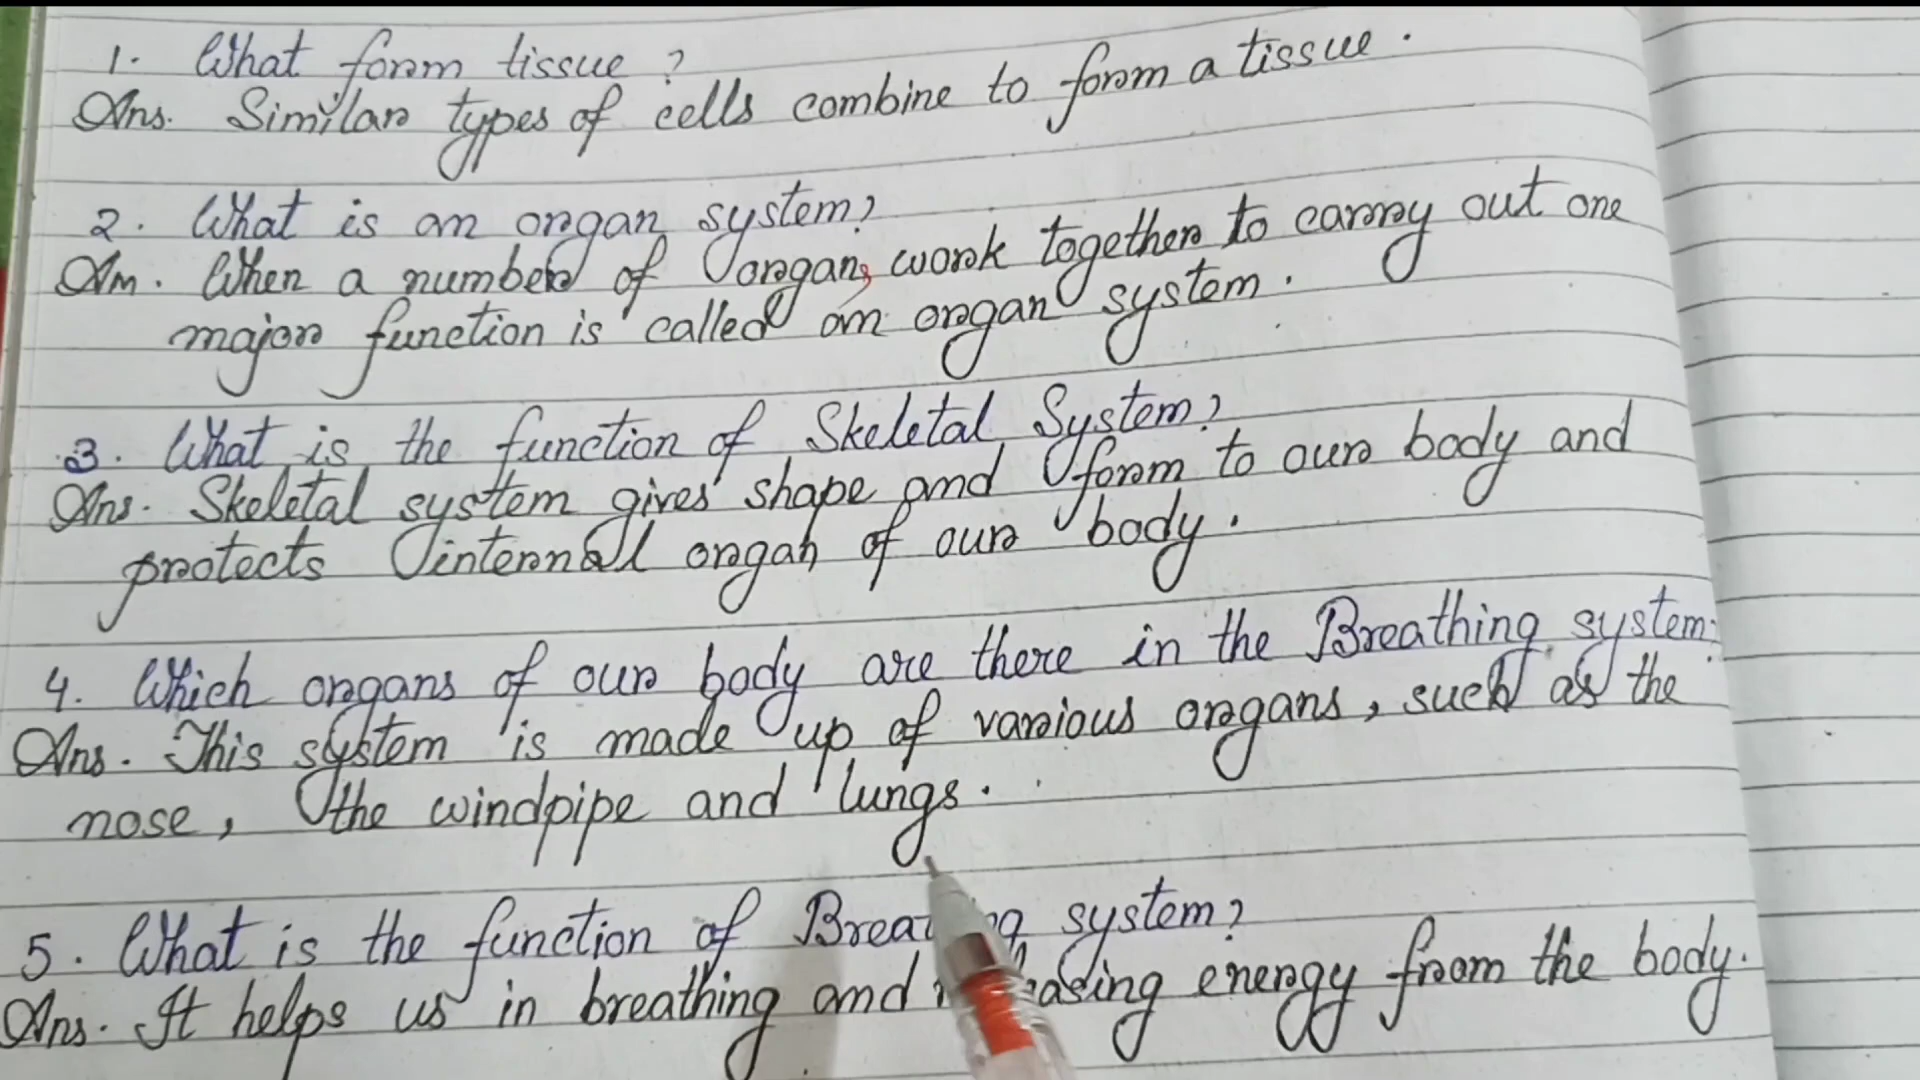 1. What form tissue ?
Ans. Similar types of cells combine to form a tissue.
2. What is an organ system?
An. When a number of organs work together to carry out one
major function is called an organ system.
3. What is the function of Skeletal System?
Ans. Skeletal system gives shape and form to our body and
protects internal organ of our body.
4. Which organs of our body are there in the Breathing system.
Ans. This system is made up of various organs, such as the
nose, the windpipe and lungs.
5. What is the function of system?
Ans. It helps us in breathing and energy from the body.